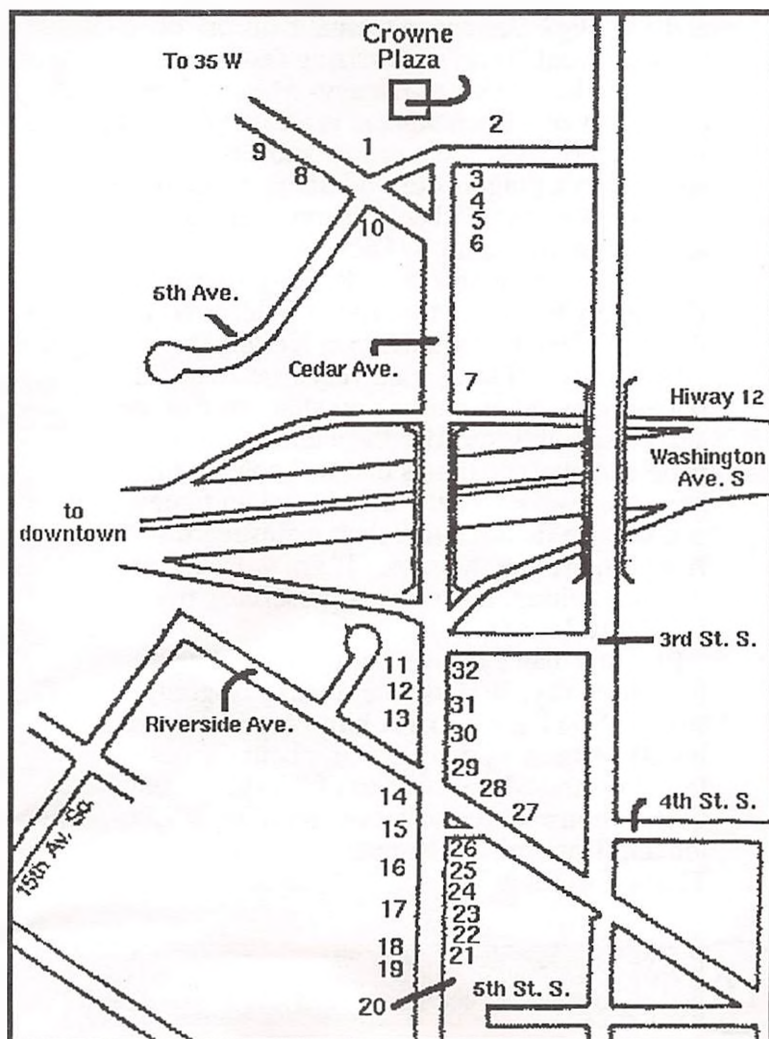 Crowne
Plaza
To 35 W
1
2
9
8
3
4
5
6
10
6th Ave.
Cedar Ave.
7
Hiway 12
Washington
Ave. S
to
downtown
3rd St. S.
11
12
13
32
31
30
29
28
27
Riverside Ave.
14
15
16
17
18
19
20
4th St. S.
15th Av. So.
26
25
24
23
22
21
5th St. S.